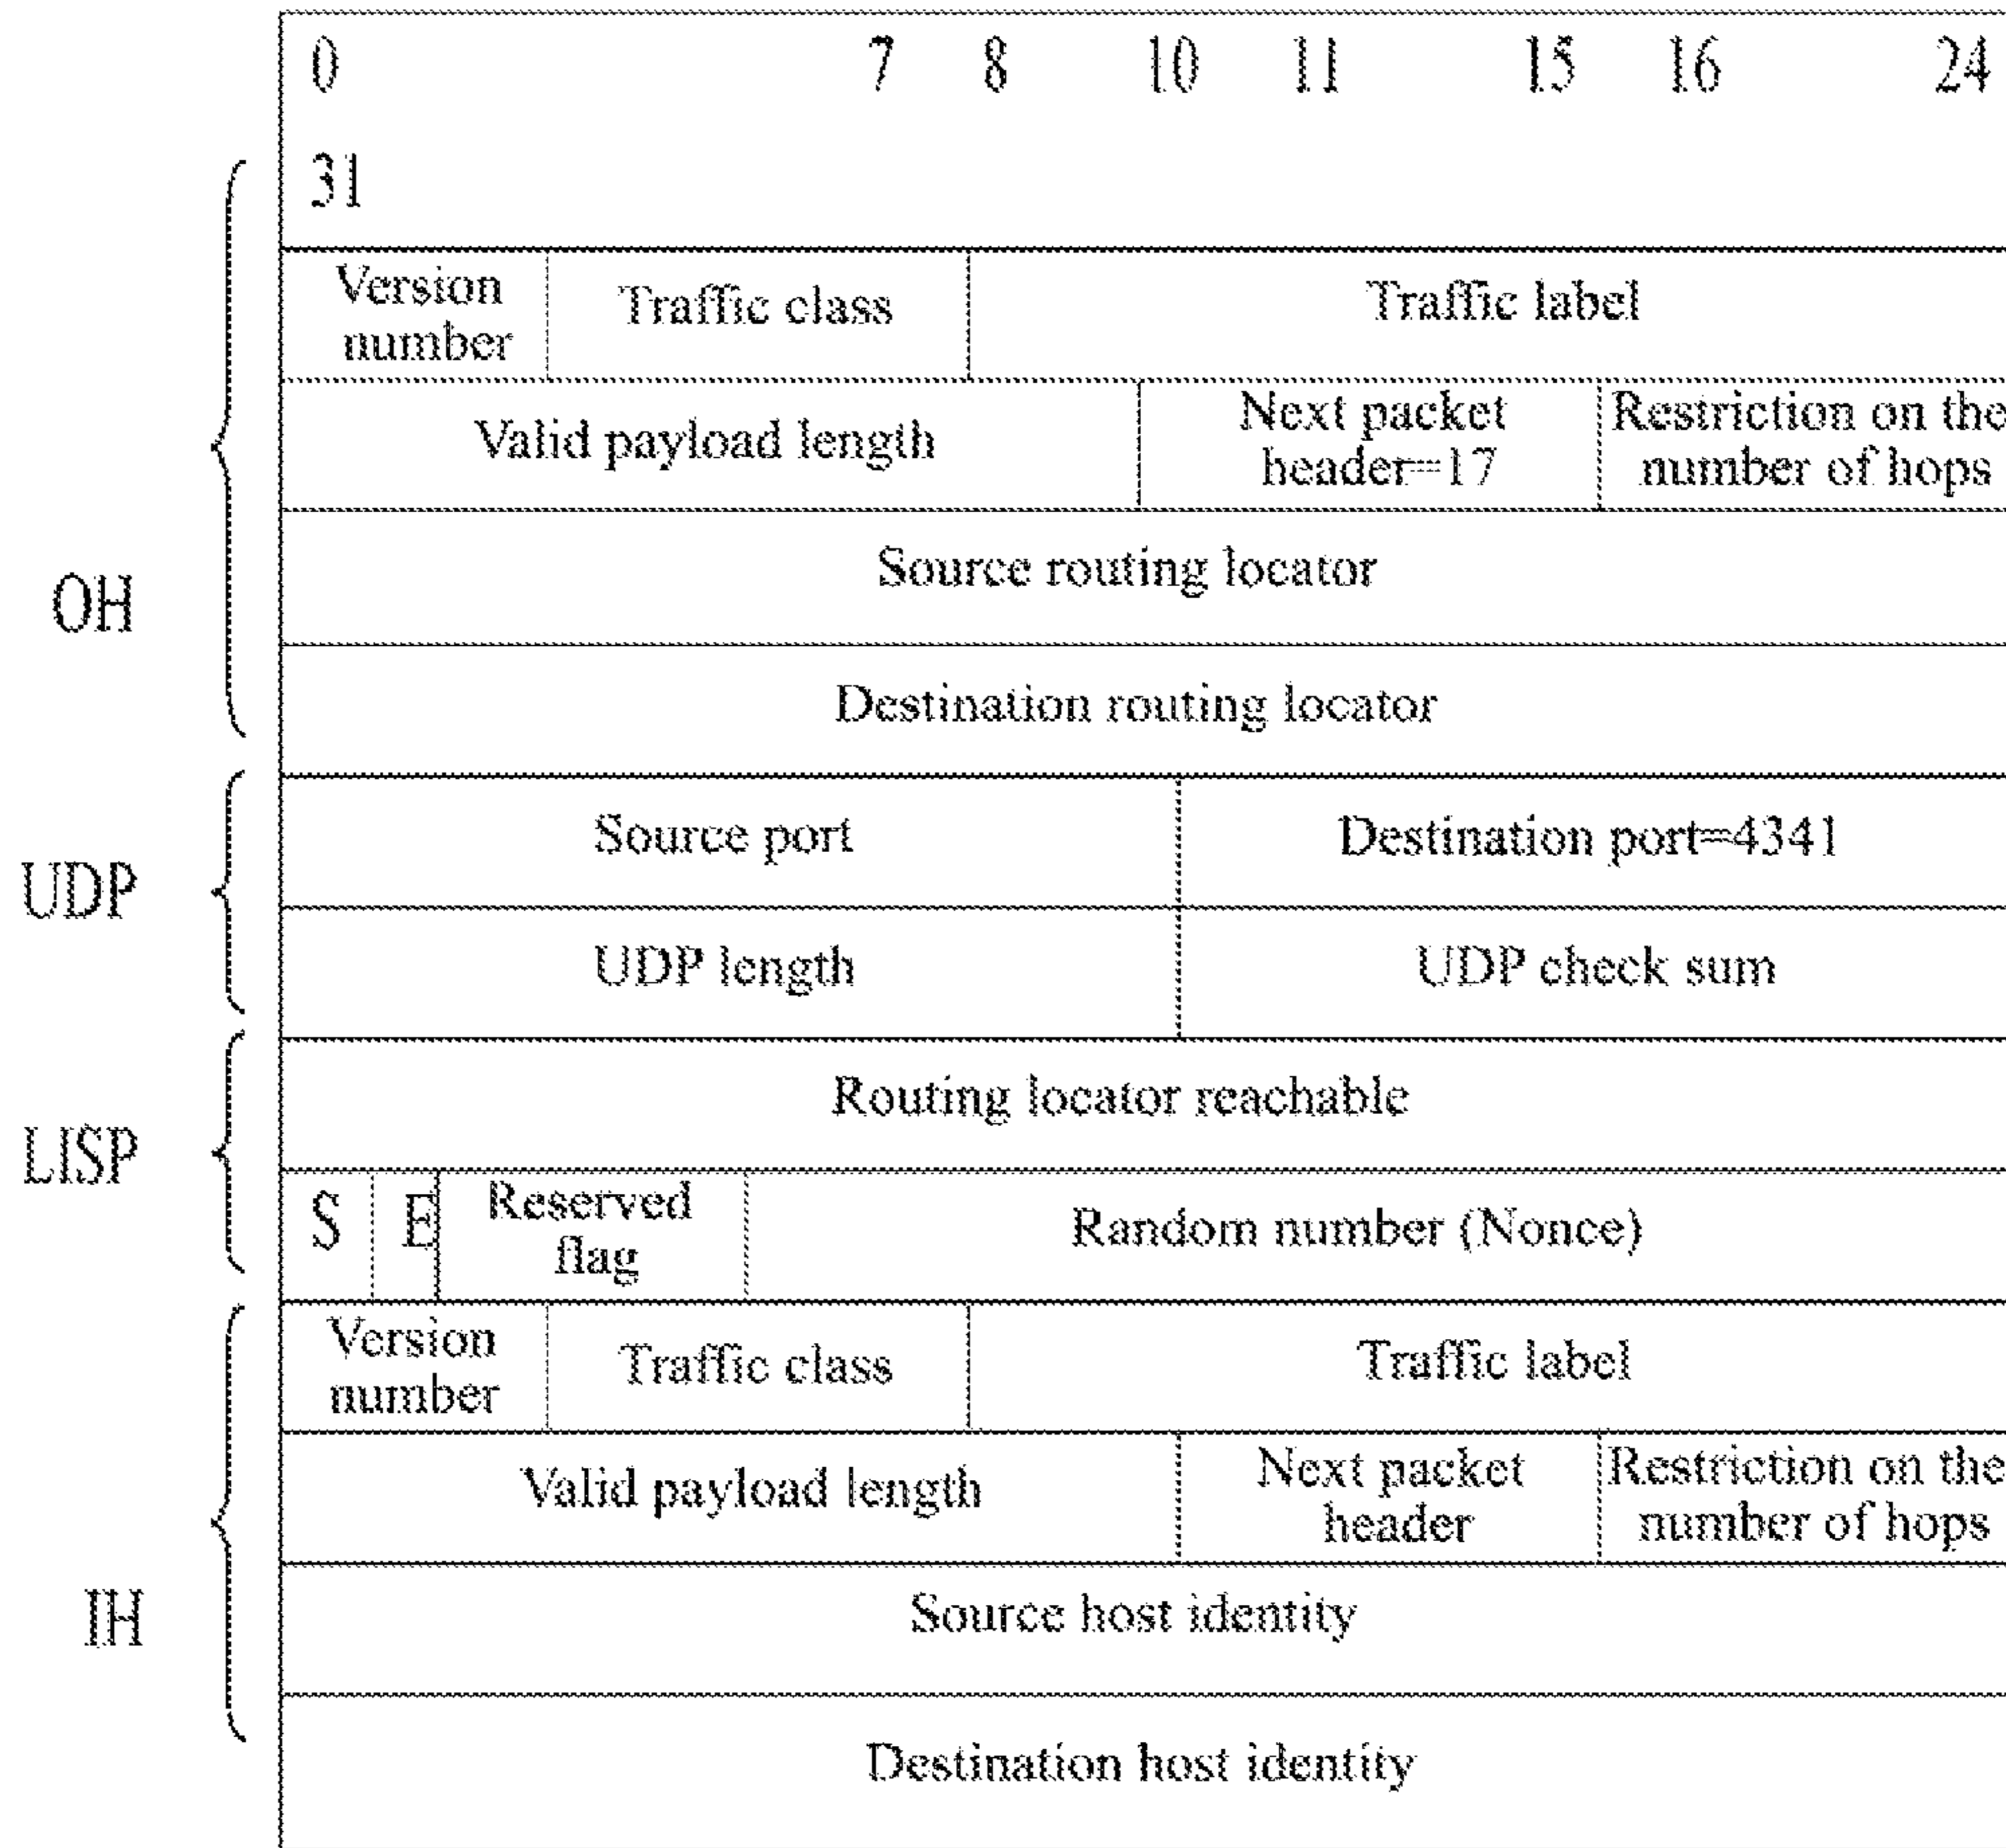 0 7 8 10 11 15 16 24
31
Version
number
Traffic class
Traffic label
Valid payload length
Next packet
header=17
Restriction on the
number of hops
Source routing locator
OH
Destination routing locator
Source port
Destination port=4341
UDP
UDP length
UDP check sum
Routing locator reachable
LISP
S
E
Reserved
flag
Random number (Nonce)
Version
number
Traffic class
Traffic label
Valid payload length
Next packet
header
Restriction on the
number of hops
Source host identity
IH
Destination host identity